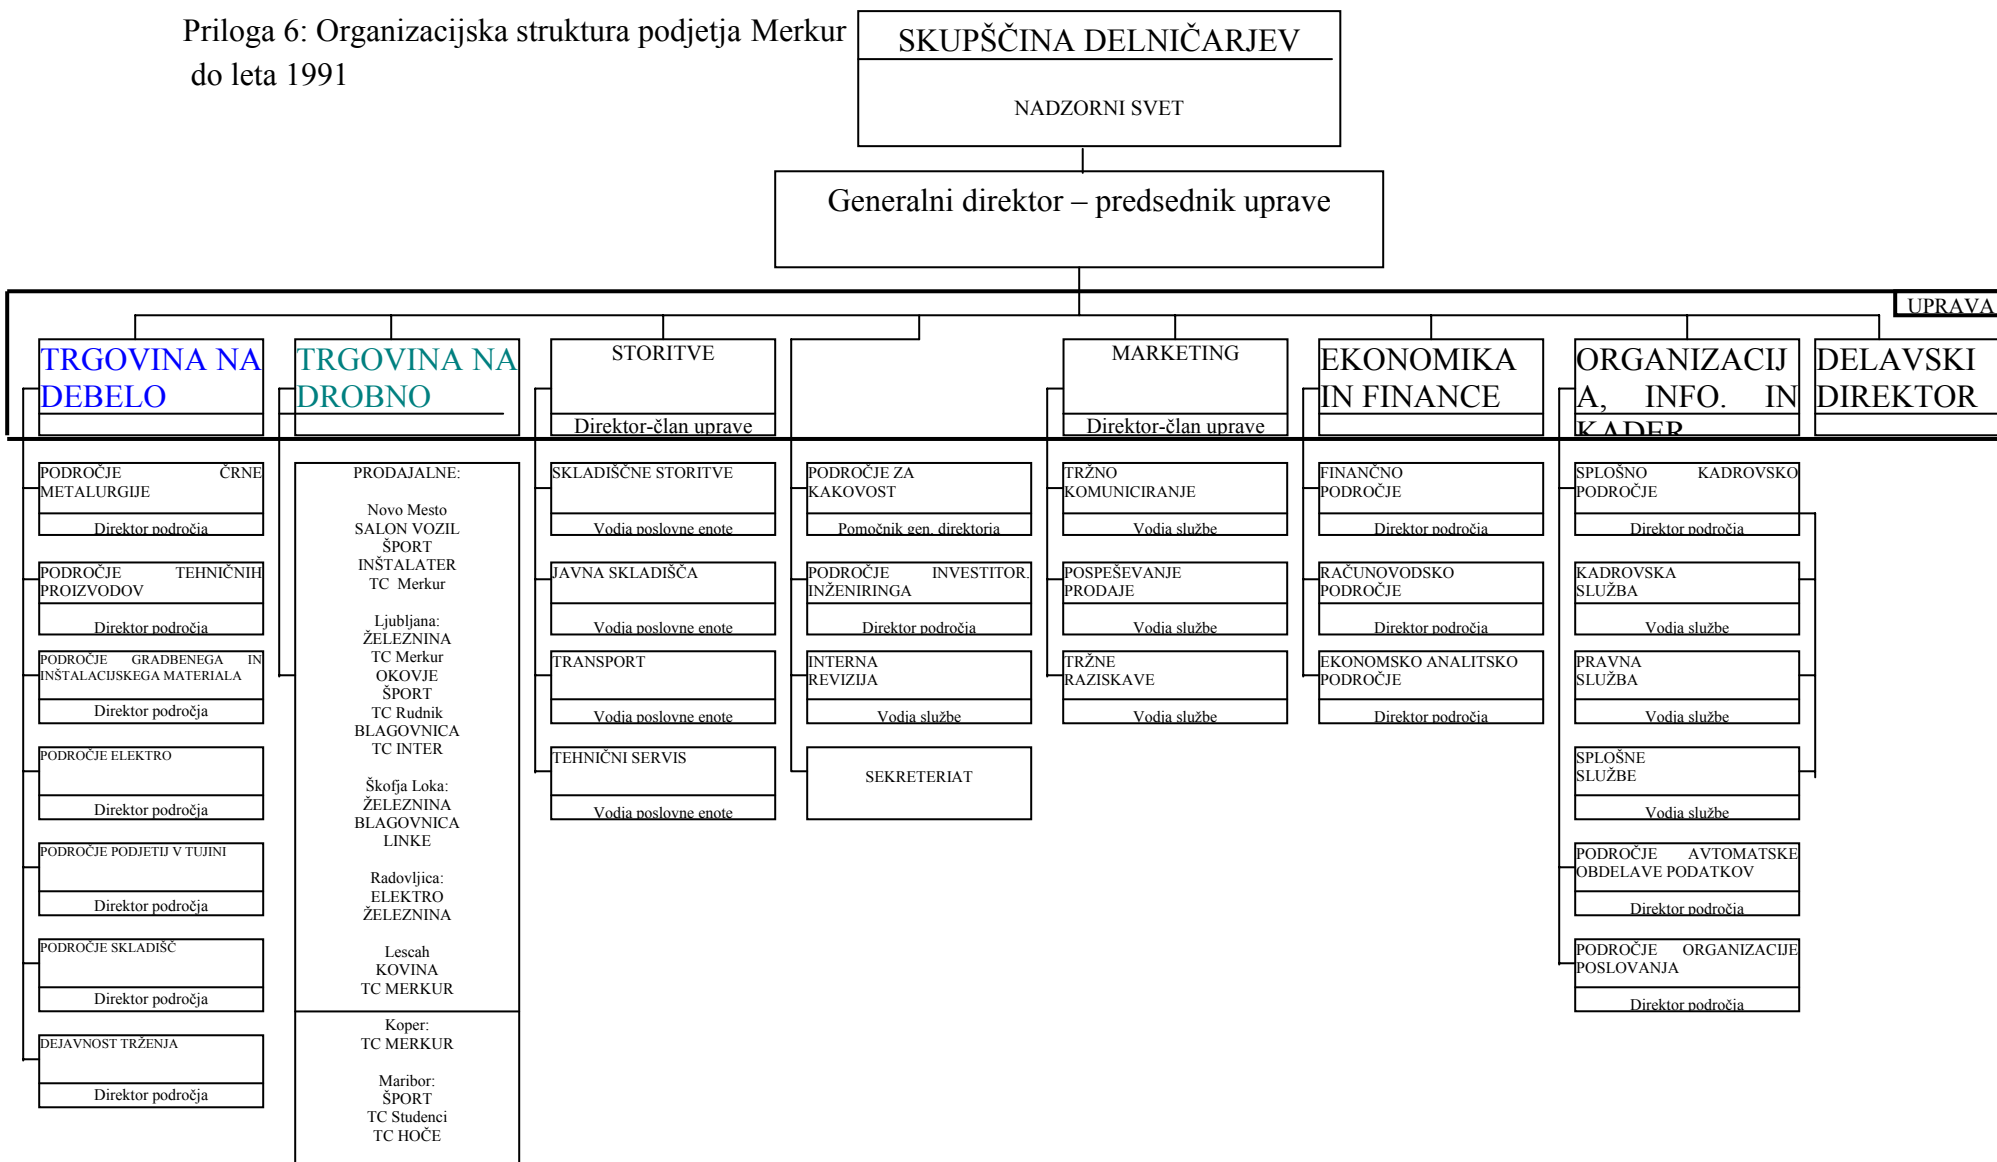 Priloga 6: Organizacijska struktura podjetja Merkur
do leta 1991
SKUPŠČINA DELNIČARJEV
NADZORNI SVET
Generalni direktor – predsednik uprave
UPRAVA
TRGOVINA NA
DEBELO
TRGOVINA NA
DROBNO
STORITVE
Direktor-član uprave
MARKETING
Direktor-član uprave
EKONOMIKA
IN FINANCE
ORGANIZACIJ
A, INFO. IN
KADER
DELAVSKI
DIREKTOR
PODROČJE ČRNE
METALURGIJE
Direktor področja
PODROČJE TEHNIČNIH
PROIZVODOV
Direktor področja
PODROČJE GRADBENEGA IN
INŠTALACIJSKEGA MATERIALA
Direktor področja
PODROČJE ELEKTRO
Direktor področja
PODROČJE PODJETIJ V TUJINI
Direktor področja
PODROČJE SKLADIŠČ
Direktor področja
DEJAVNOST TRŽENJA
Direktor področja
PRODAJALNE:
Novo Mesto
SALON VOZIL
ŠPORT
INŠTALATER
TC Merkur
Ljubljana:
ŽELEZNINA
TC Merkur
OKOVJE
ŠPORT
TC Rudnik
BLAGOVNICA
TC INTER
Škofja Loka:
ŽELEZNINA
BLAGOVNICA
LINKE
Radovljica:
ELEKTRO
ŽELEZNINA
Lescah
KOVINA
TC MERKUR
Koper:
TC MERKUR
Maribor:
ŠPORT
TC Studenci
TC HOČE
SKLADIŠČNE STORITVE
Vodja poslovne enote
JAVNA SKLADIŠČA
Vodja poslovne enote
TRANSPORT
Vodja poslovne enote
TEHNIČNI SERVIS
Vodja poslovne enote
PODROČJE ZA
KAKOVOST
Pomočnik gen. direktorja
PODROČJE INVESTITOR.
INŽENIRINGA
Direktor področja
INTERNA
REVIZIJA
Vodja službe
SEKRETERIAT
TRŽNO
KOMUNICIRANJE
Vodja službe
POSPEŠEVANJE
PRODAJE
Vodja službe
TRŽNE
RAZISKAVE
Vodja službe
FINANČNO
PODROČJE
Direktor področja
RAČUNOVODSKO
PODROČJE
Direktor področja
EKONOMSKO ANALITSKO
PODROČJE
Direktor področja
SPLOŠNO KADROVSKO
PODROČJE
Direktor področja
KADROVSKA
SLUŽBA
Vodja službe
PRAVNA
SLUŽBA
Vodja službe
SPLOŠNE
SLUŽBE
Vodja službe
PODROČJE AVTOMATSKE
OBDELAVE PODATKOV
Direktor področja
PODROČJE ORGANIZACIJE
POSLOVANJA
Direktor področja